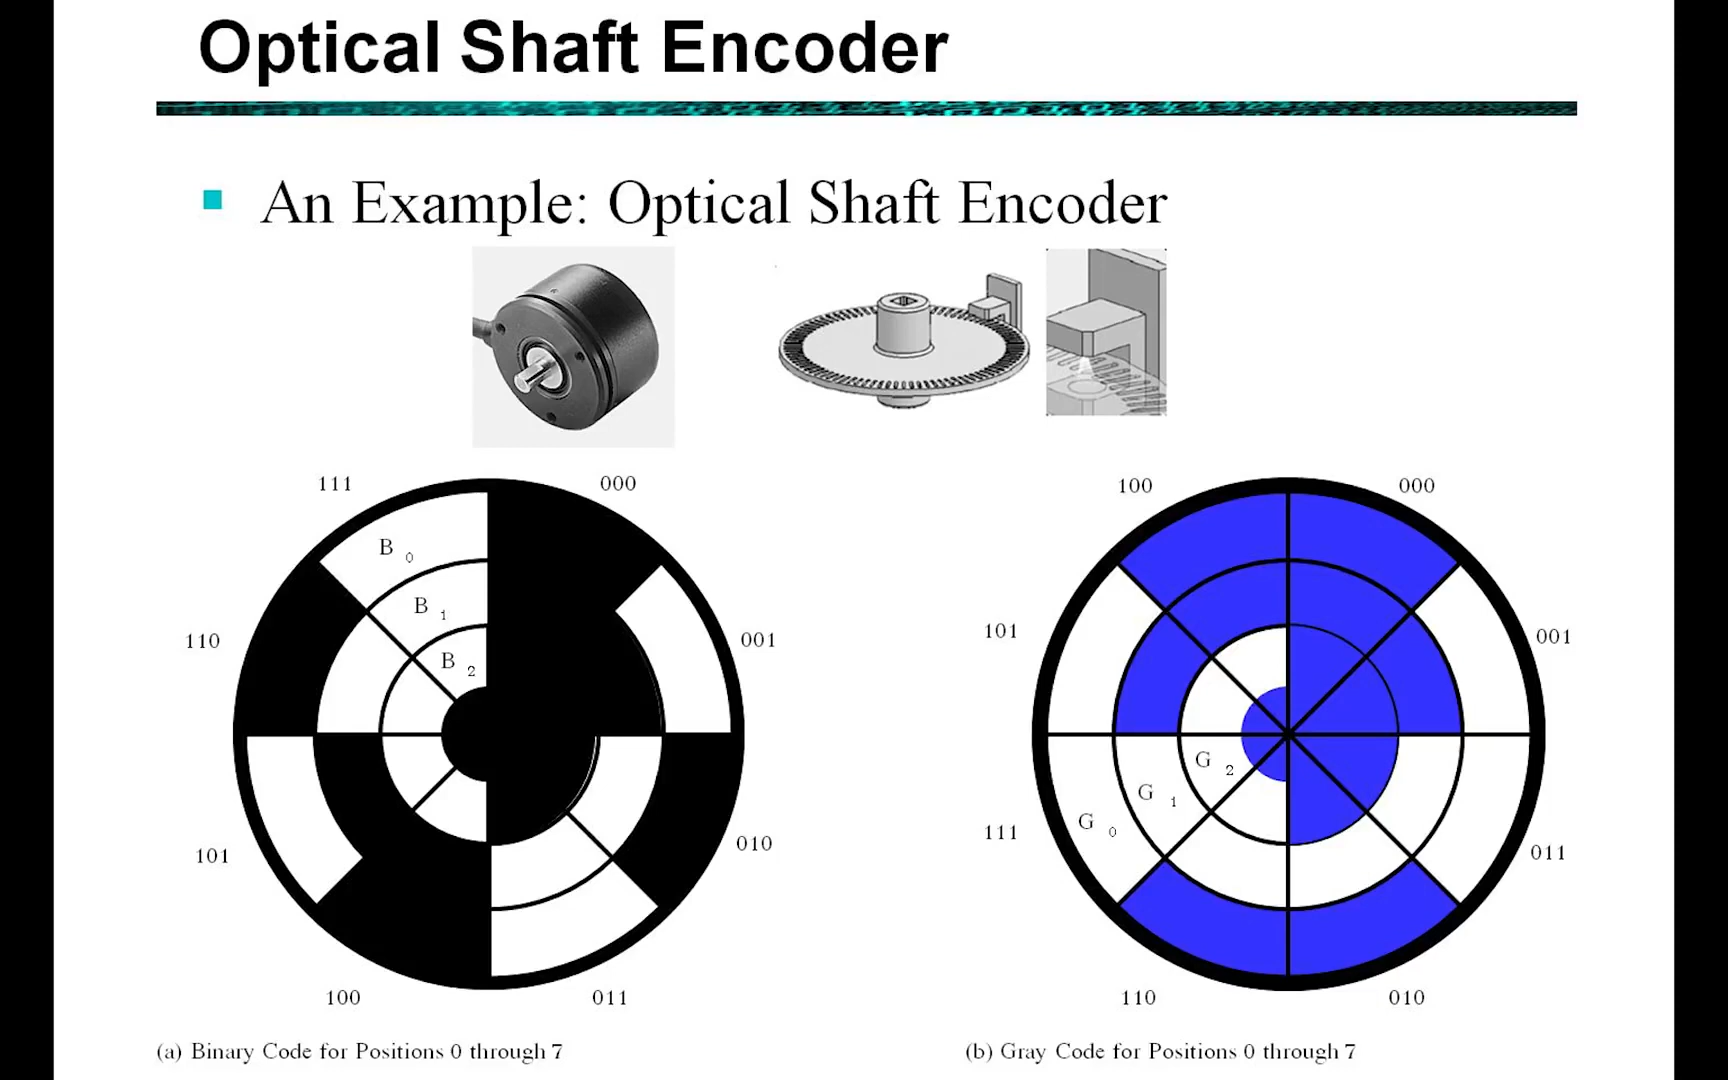 Optical Shaft Encoder
An Example: Optical Shaft Encoder
111
000
B 0
B 1
B 2
110
001
101
010
100
011
(a) Binary Code for Positions 0 through 7
100
000
101
001
G 2
G 1
G 0
111
011
110
010
(b) Gray Code for Positions 0 through 7